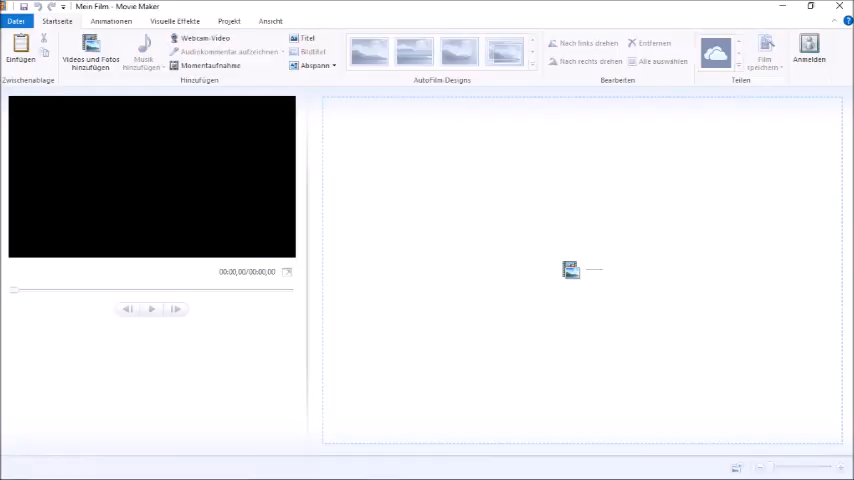 Mein Film - Movie Maker
Datei Startseite Animationen Visuelle Effekte Projekt Ansicht
Einfügen
Zwischenablage
Videos und Fotos
hinzufügen
Musik
hinzufügen
Webcam-Video
Audiokommentar aufzeichnen
Momentaufnahme
Titel
Bildtitel
Abspann
Hinzufügen
AutoFilm-Designs
Nach links drehen
Nach rechts drehen
Entfernen
Alle auswählen
Bearbeiten
Film
speichern
Teilen
Anmelden
00:00,00/00:00,00